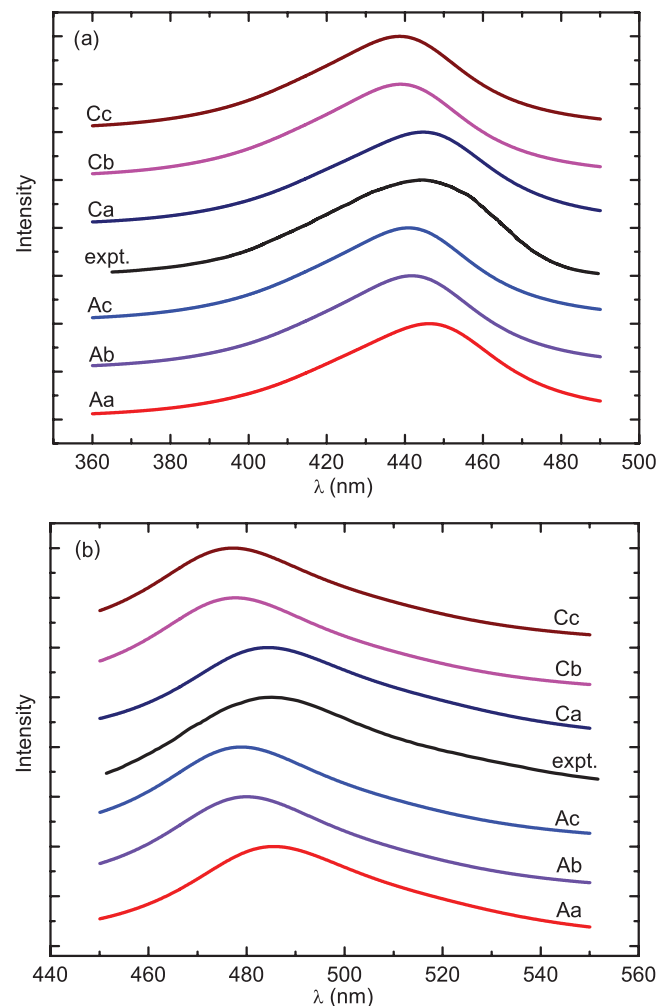 (a)
Cc
Cb
Ca
expt.
Ac
Ab
Aa
Intensity
360 380 400 420 440 460 480 500
λ (nm)
(b)
Cc
Cb
Ca
expt.
Ac
Ab
Aa
Intensity
440 460 480 500 520 540 560
λ (nm)